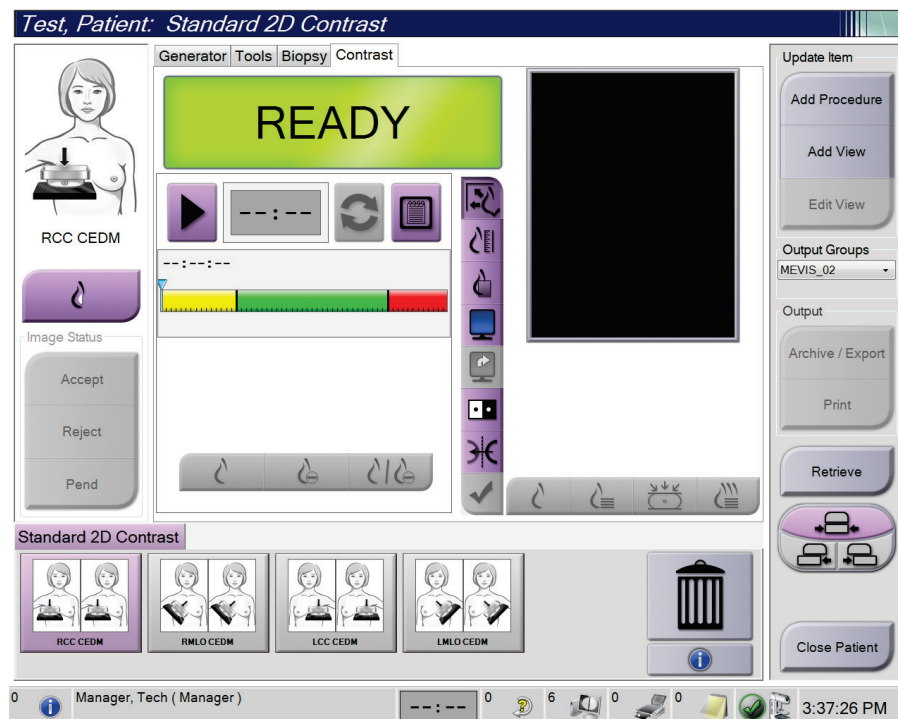 Test, Patient: Standard 2D Contrast
Generator Tools Biopsy Contrast
READY
--:--
--:--:--
RCC CEDM
Image Status
Accept
Reject
Pend
Update Item
Add Procedure
Add View
Edit View
Output Groups
MEVIS_02
Output
Archive / Export
Print
Retrieve
Close Patient
Standard 2D Contrast
RCC CEDM
RMLO CEDM
LCC CEDM
LMLO CEDM
0 Manager, Tech ( Manager ) --:-- 0 6 0 0 3:37:26 PM